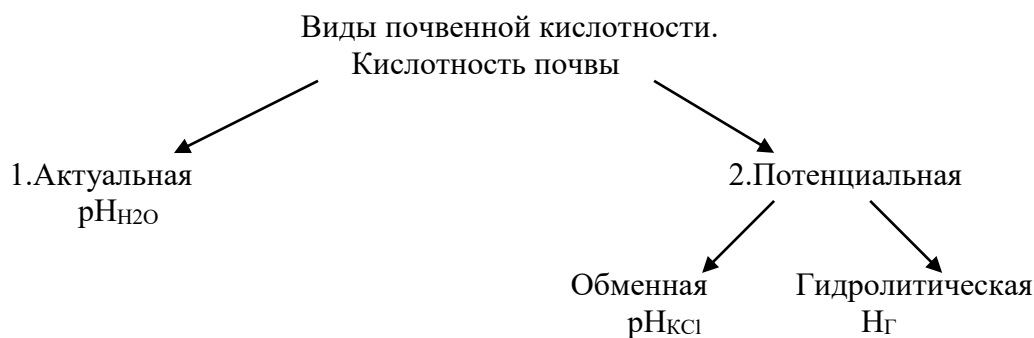 Виды почвенной кислотности.
Кислотность почвы
1.Актуальная 2.Потенциальная
pHH2O
Обменная Гидролитическая
pHKCl HГ